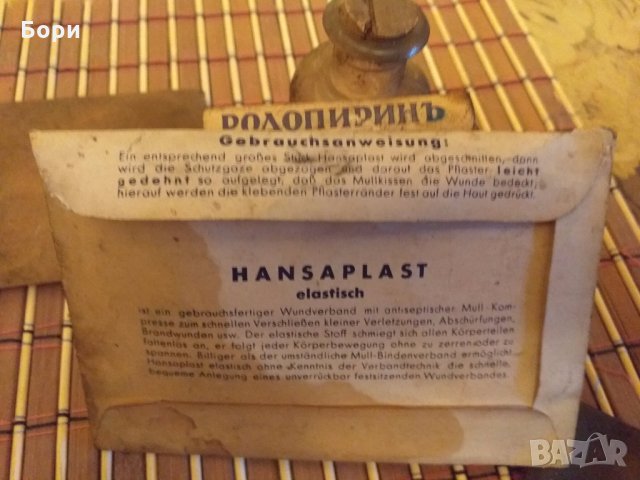 Бори
РОДОПИРИНЪ
Gebrauchsanweisung:
Ein entsprechend großes Stück Hansaplast wird abgeschnitten, dann
wird die Schutzgaze abgezogen und darauf das Pflaster leicht
gedehnt so aufgelegt, daß das Mullkissen die Wunde bedeckt;
hierauf werden die klebenden Pflasterränder fest auf die Haut gedrückt.
HANSAPLAST
elastisch
ist ein gebrauchsfertiger Wundverband mit antiseptischer Mull-Kom-
presse zum schnellen Verschließen kleiner Verletzungen, Abschürfungen,
Brandwunden usw. Der elastische Stoff schmiegt sich allen Körperteilen
faltenlos an, er folgt jeder Körperbewegung ohne zu zerren oder zu
spannen. Billiger als der umständliche Mull-Bindenverband ermöglicht
Hansaplast elastisch ohne Kenntnis der Verbandtechnik die schnelle,
bequeme Anlegung eines unverrückbar festsitzenden Wundverbandes.
BAZAR